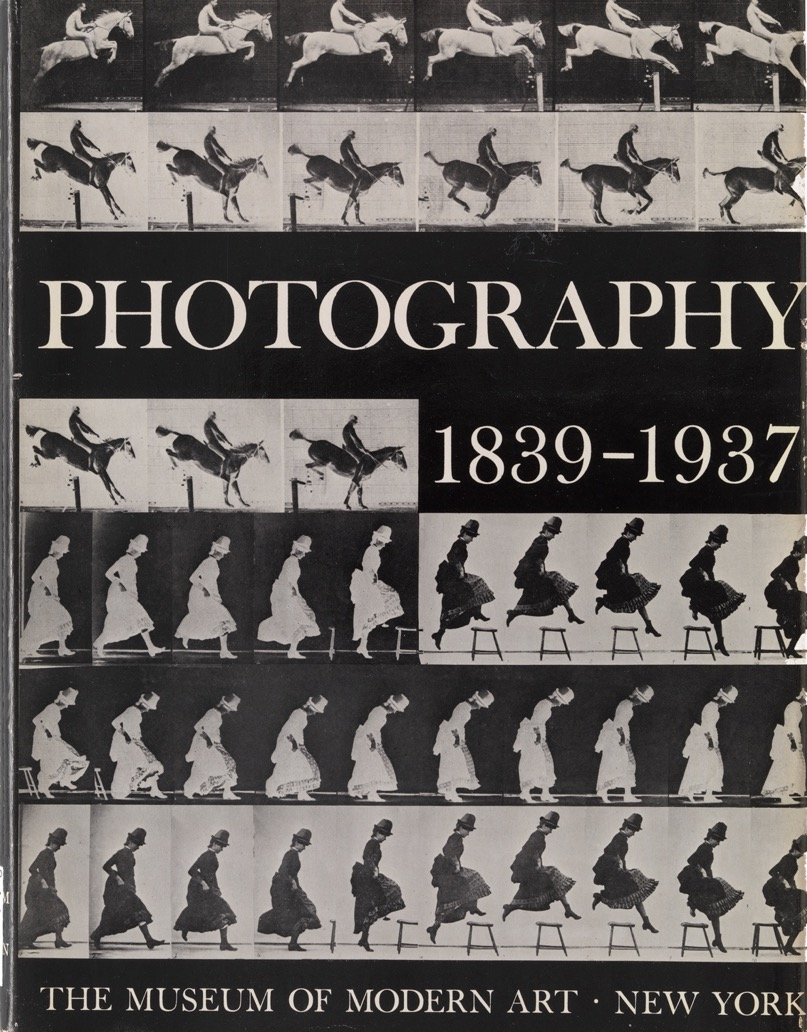 PHOTOGRAPHY
1839–1937
THE MUSEUM OF MODERN ART · NEW YORK